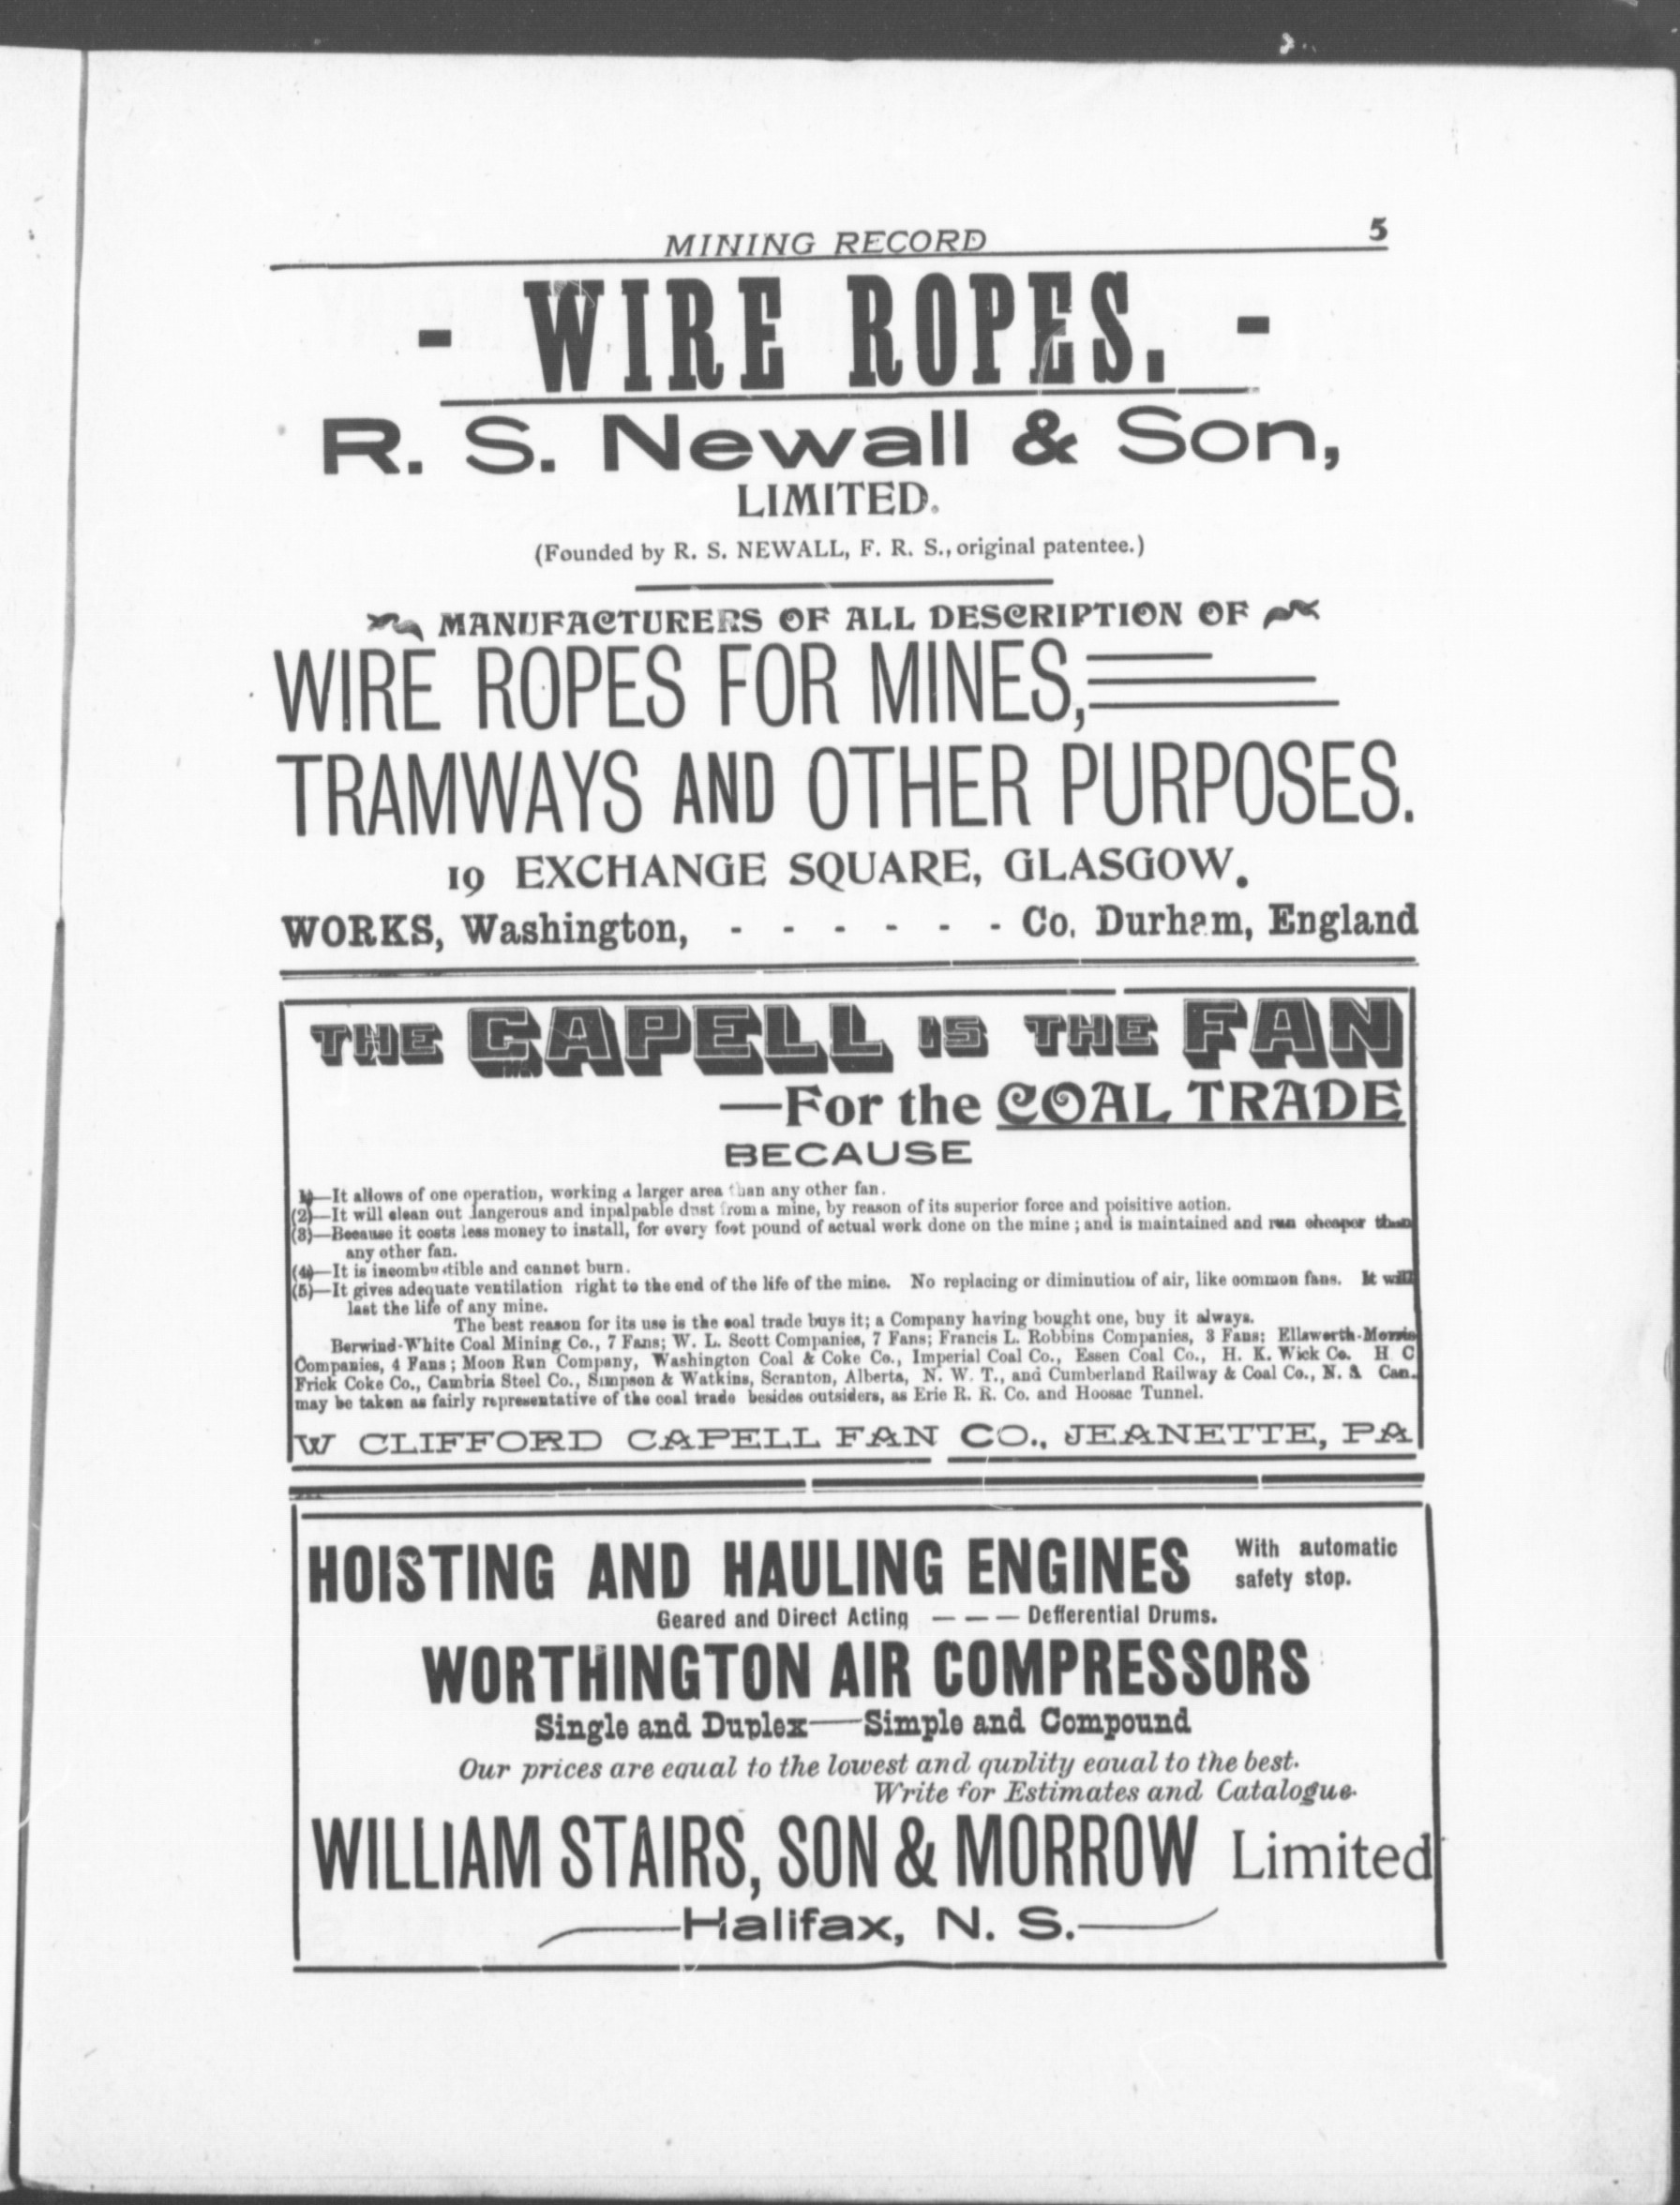 MINING RECORD 5
- WIRE ROPES. -
R. S. Newall & Son,
LIMITED.
(Founded by R. S. NEWALL, F. R. S., original patentee.)
MANUFACTURERS OF ALL DESCRIPTION OF
WIRE ROPES FOR MINES,
TRAMWAYS AND OTHER PURPOSES.
19 EXCHANGE SQUARE, GLASGOW.
WORKS, Washington, - - - - - - Co. Durham, England
THE CAPELL IS THE FAN
—For the COAL TRADE
BECAUSE
1)—It allows of one operation, working a larger area than any other fan.
(2)—It will clean out dangerous and inpalpable dust from a mine, by reason of its superior force and poisitive action.
(3)—Because it costs less money to install, for every foot pound of actual work done on the mine ; and is maintained and run cheaper than
any other fan.
(4)—It is incombustible and cannot burn.
(5)—It gives adequate ventilation right to the end of the life of the mine. No replacing or diminution of air, like common fans. It will
last the life of any mine.
The best reason for its use is the coal trade buys it; a Company having bought one, buy it always.
Berwind-White Coal Mining Co., 7 Fans; W. L. Scott Companies, 7 Fans; Francis L. Robbins Companies, 3 Fans; Ellsworth-Morris
Companies, 4 Fans ; Moon Run Company, Washington Coal & Coke Co., Imperial Coal Co., Essen Coal Co., H. K. Wick Co. H C
Frick Coke Co., Cambria Steel Co., Simpson & Watkins, Scranton, Alberta, N. W. T., and Cumberland Railway & Coal Co., N. S. Can.
may be taken as fairly representative of the coal trade besides outsiders, as Erie R. R. Co. and Hoosac Tunnel.
W CLIFFORD CAPELL FAN CO., JEANETTE, PA
HOISTING AND HAULING ENGINES With automatic
safety stop.
Geared and Direct Acting — — — Defferential Drums.
WORTHINGTON AIR COMPRESSORS
Single and Duplex—Simple and Compound
Our prices are equal to the lowest and quplity equal to the best.
Write for Estimates and Catalogue.
WILLIAM STAIRS, SON & MORROW Limited
Halifax, N. S.